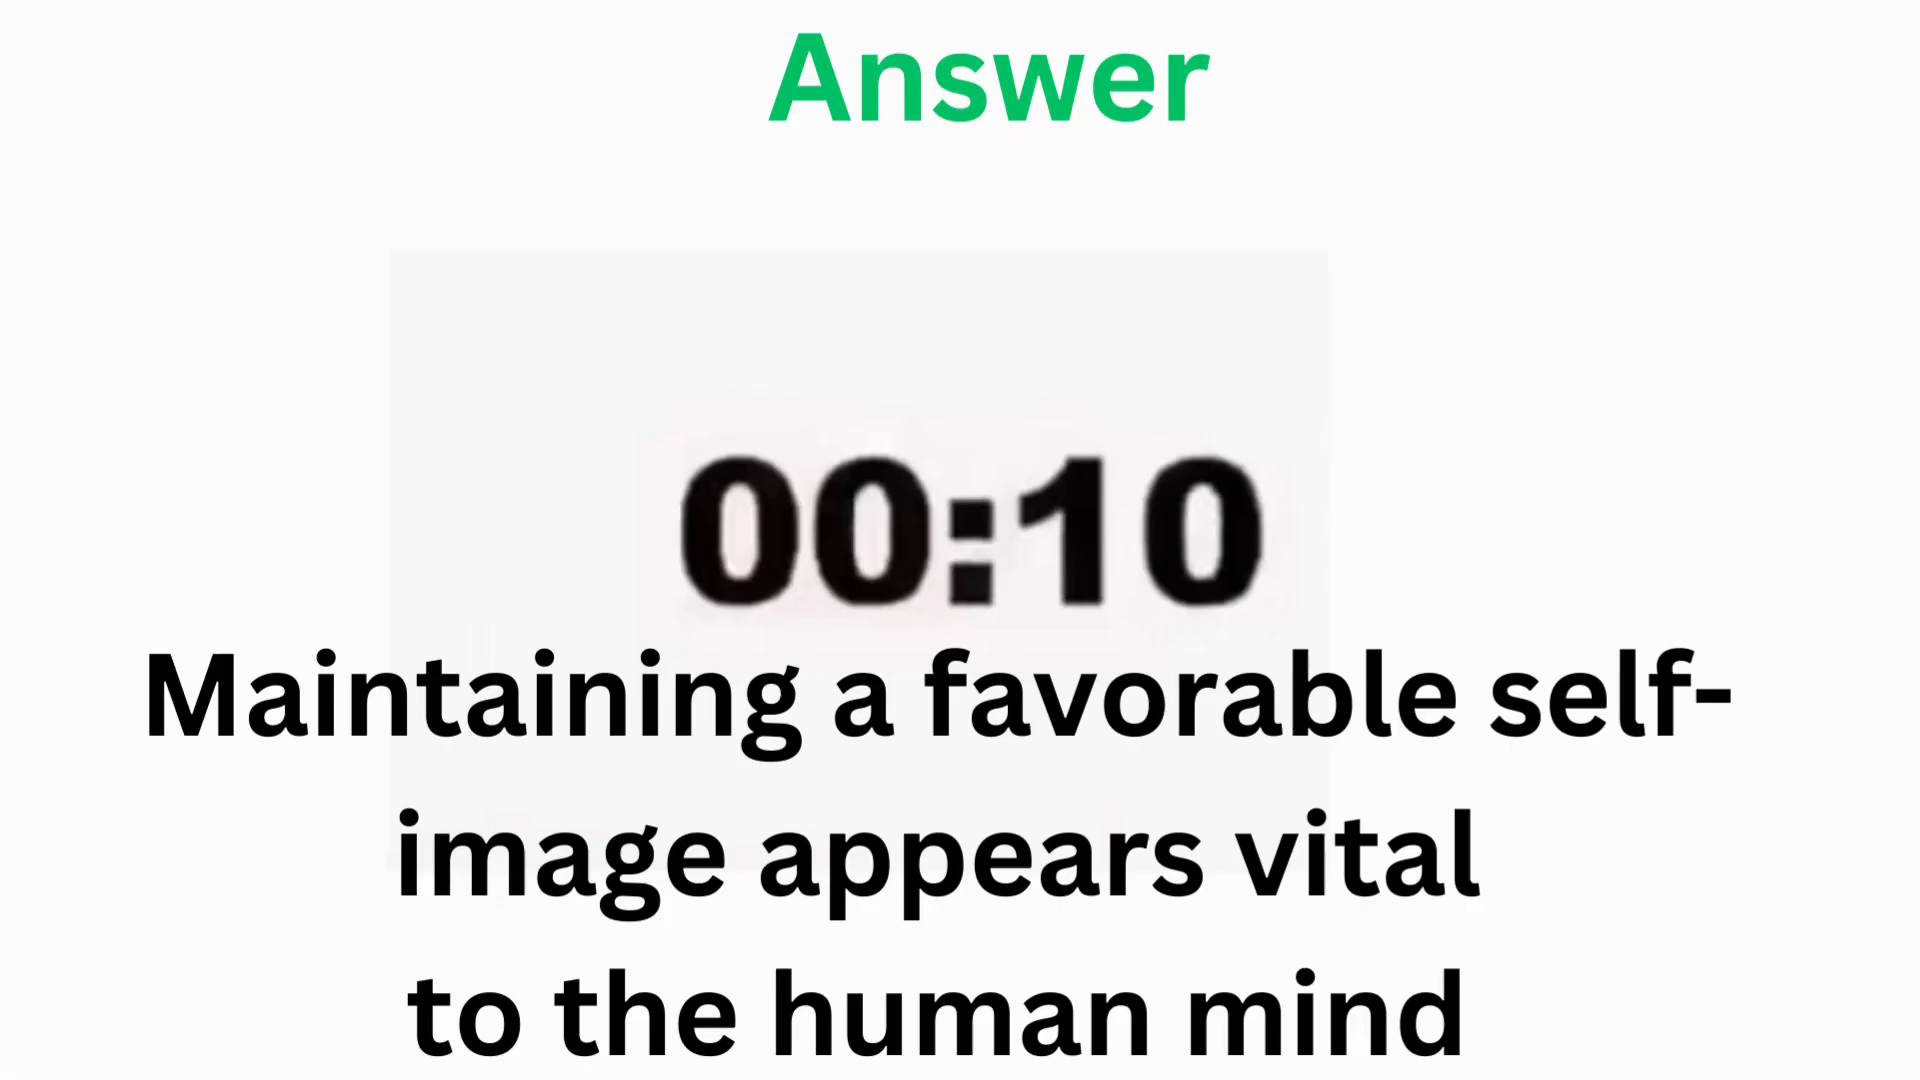 Answer
00:10
Maintaining a favorable self-
image appears vital
to the human mind